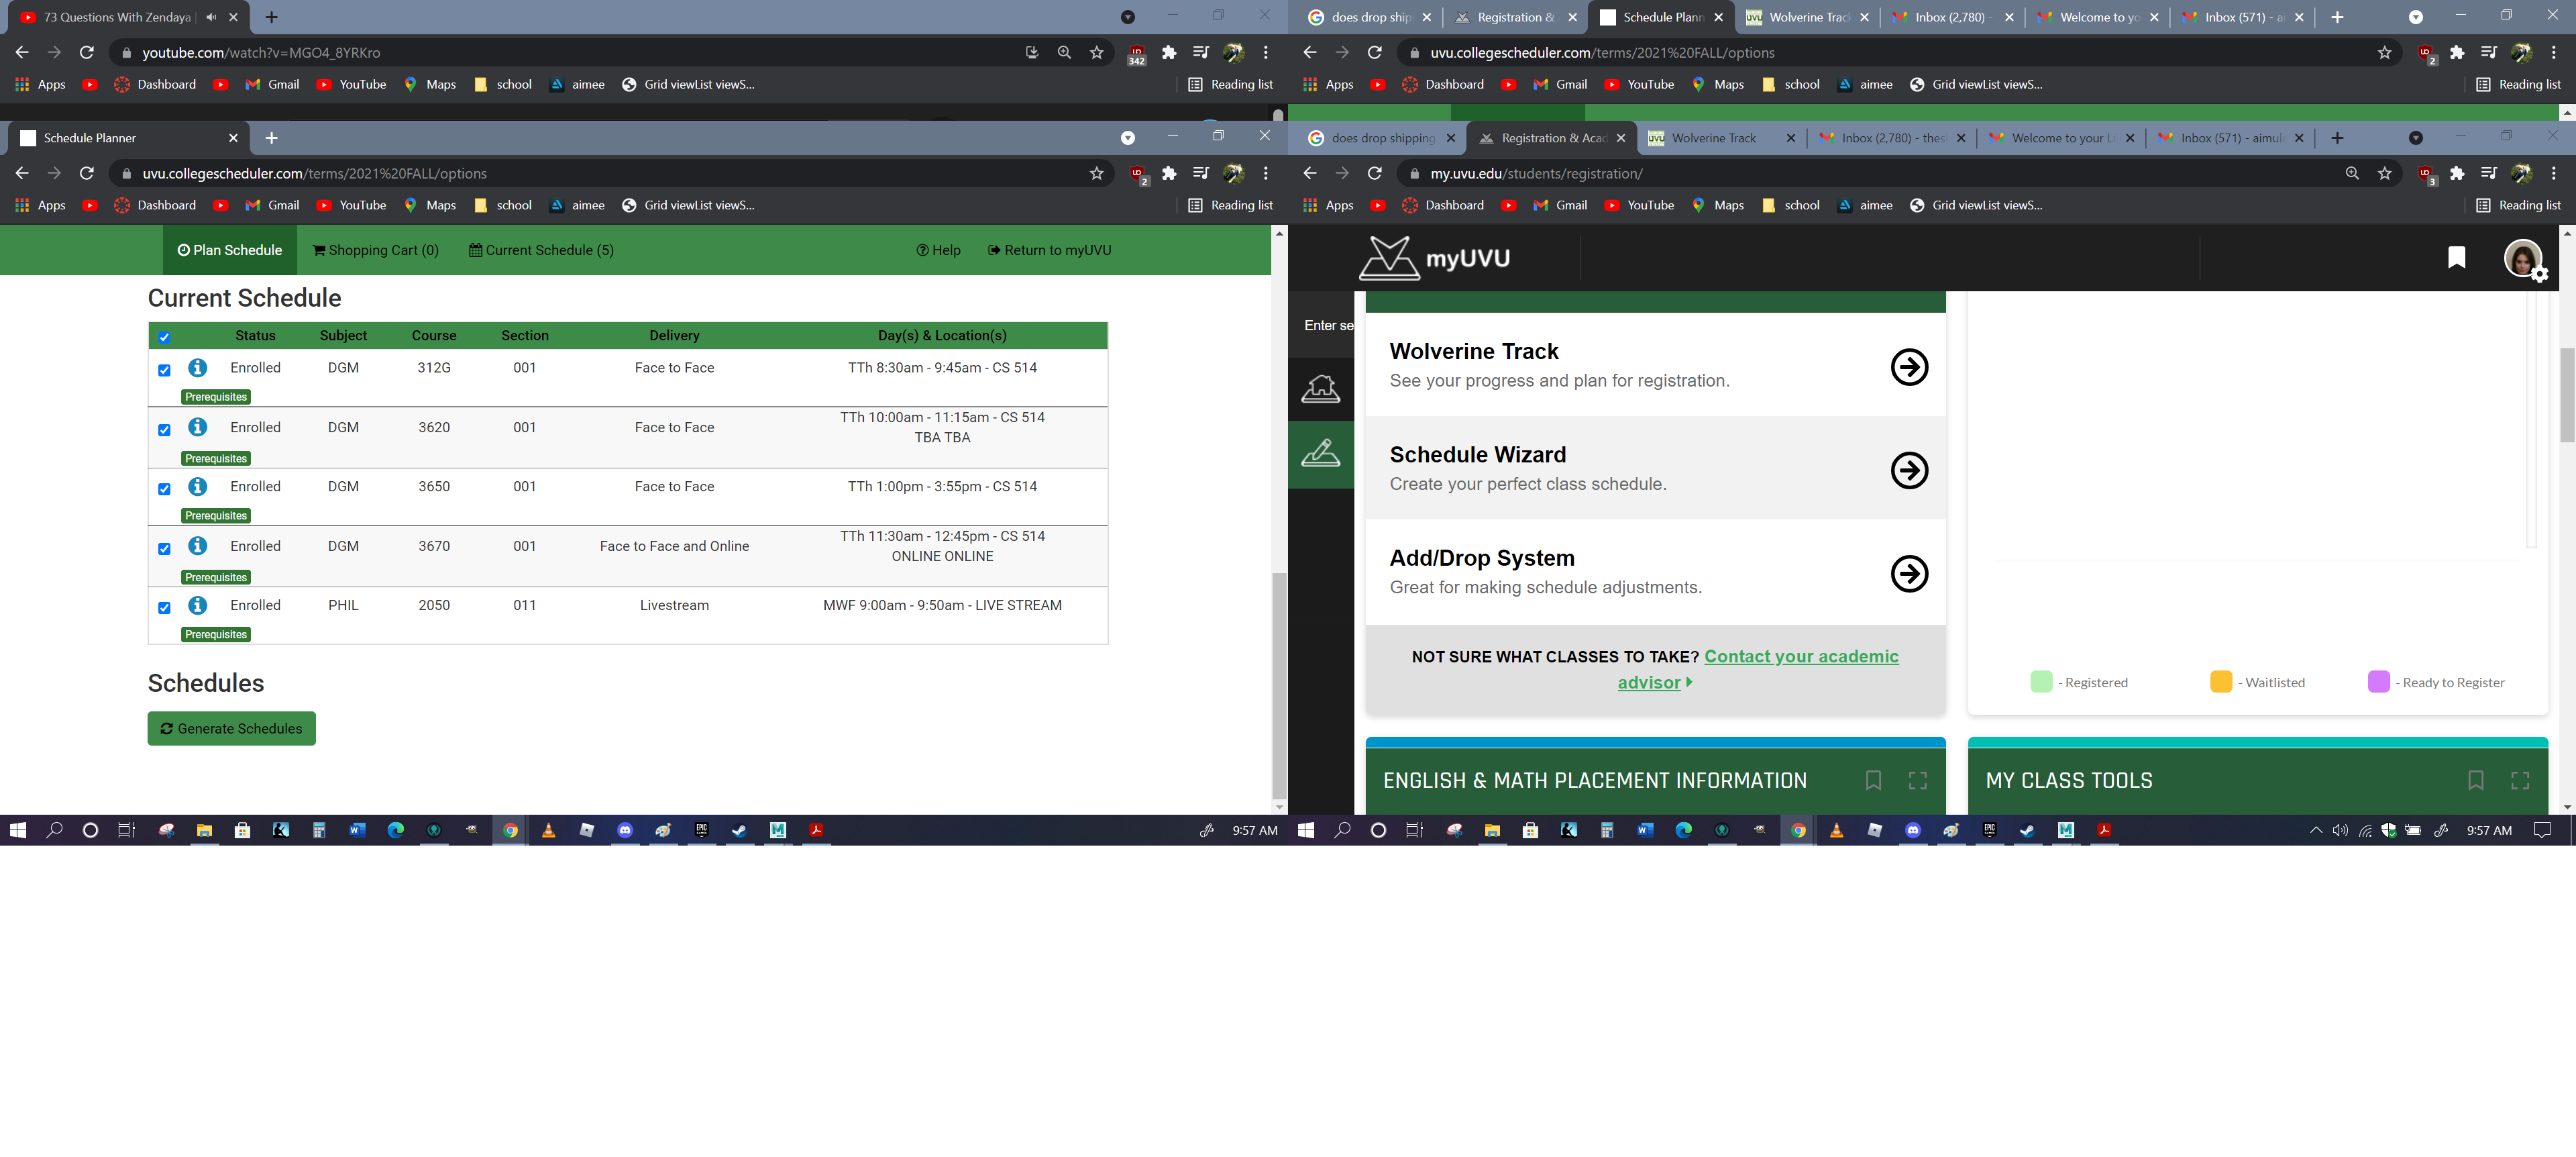 73 Questions With Zendaya
youtube.com/watch?v=MGO4_8YRKro
342
Apps Dashboard Gmail YouTube Maps school aimee Grid viewList viewS... Reading list
does drop ship Registration & Schedule Plann Wolverine Track Inbox (2,780) - Welcome to yo Inbox (571) - ai
uvu.collegescheduler.com/terms/2021%20FALL/options
2
Apps Dashboard Gmail YouTube Maps school aimee Grid viewList viewS... Reading list
Schedule Planner
uvu.collegescheduler.com/terms/2021%20FALL/options
2
Apps Dashboard Gmail YouTube Maps school aimee Grid viewList viewS... Reading list
Plan Schedule Shopping Cart (0) Current Schedule (5) Help Return to myUVU
Current Schedule
Status Subject Course Section Delivery Day(s) & Location(s)
Enrolled DGM 312G 001 Face to Face TTh 8:30am - 9:45am - CS 514
Prerequisites
Enrolled DGM 3620 001 Face to Face TTh 10:00am - 11:15am - CS 514
TBA TBA
Prerequisites
Enrolled DGM 3650 001 Face to Face TTh 1:00pm - 3:55pm - CS 514
Prerequisites
Enrolled DGM 3670 001 Face to Face and Online TTh 11:30am - 12:45pm - CS 514
ONLINE ONLINE
Prerequisites
Enrolled PHIL 2050 011 Livestream MWF 9:00am - 9:50am - LIVE STREAM
Prerequisites
Schedules
Generate Schedules
9:57 AM
does drop shipping Registration & Acad UVU Wolverine Track Inbox (2,780) - thes Welcome to your L Inbox (571) - aimul
my.uvu.edu/students/registration/
3
Apps Dashboard Gmail YouTube Maps school aimee Grid viewList viewS... Reading list
myUVU
Enter se
Wolverine Track
See your progress and plan for registration.
Schedule Wizard
Create your perfect class schedule.
Add/Drop System
Great for making schedule adjustments.
NOT SURE WHAT CLASSES TO TAKE? Contact your academic
advisor
- Registered - Waitlisted - Ready to Register
ENGLISH & MATH PLACEMENT INFORMATION
MY CLASS TOOLS
9:57 AM